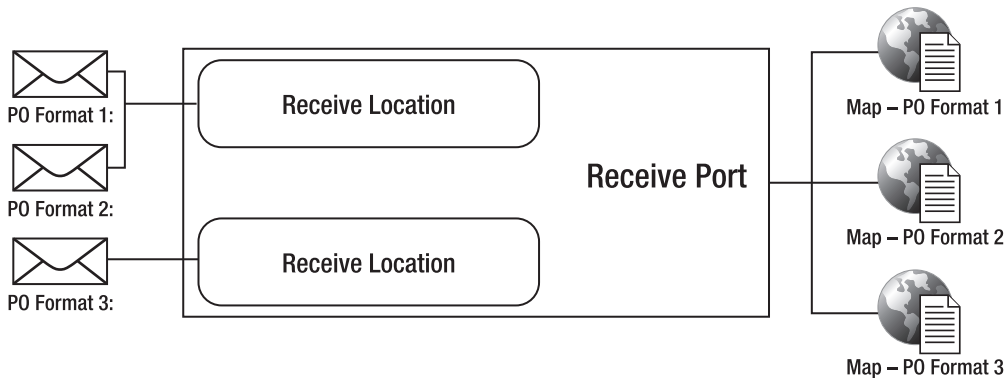 PO Format 1:
PO Format 2:
PO Format 3:
Receive Location
Receive Location
Receive Port
Map – PO Format 1
Map – PO Format 2
Map – PO Format 3